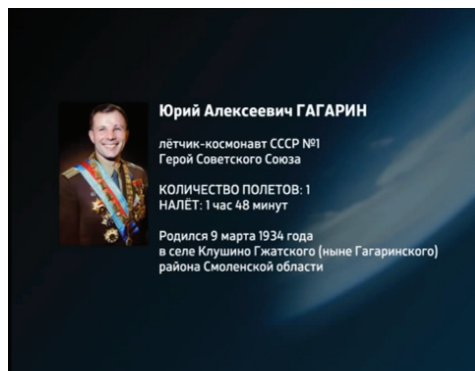 Юрий Алексеевич ГАГАРИН
лётчик-космонавт СССР №1
Герой Советского Союза
КОЛИЧЕСТВО ПОЛЕТОВ: 1
НАЛЁТ: 1 час 48 минут
Родился 9 марта 1934 года
в селе Клушино Гжатского (ныне Гагаринского)
района Смоленской области